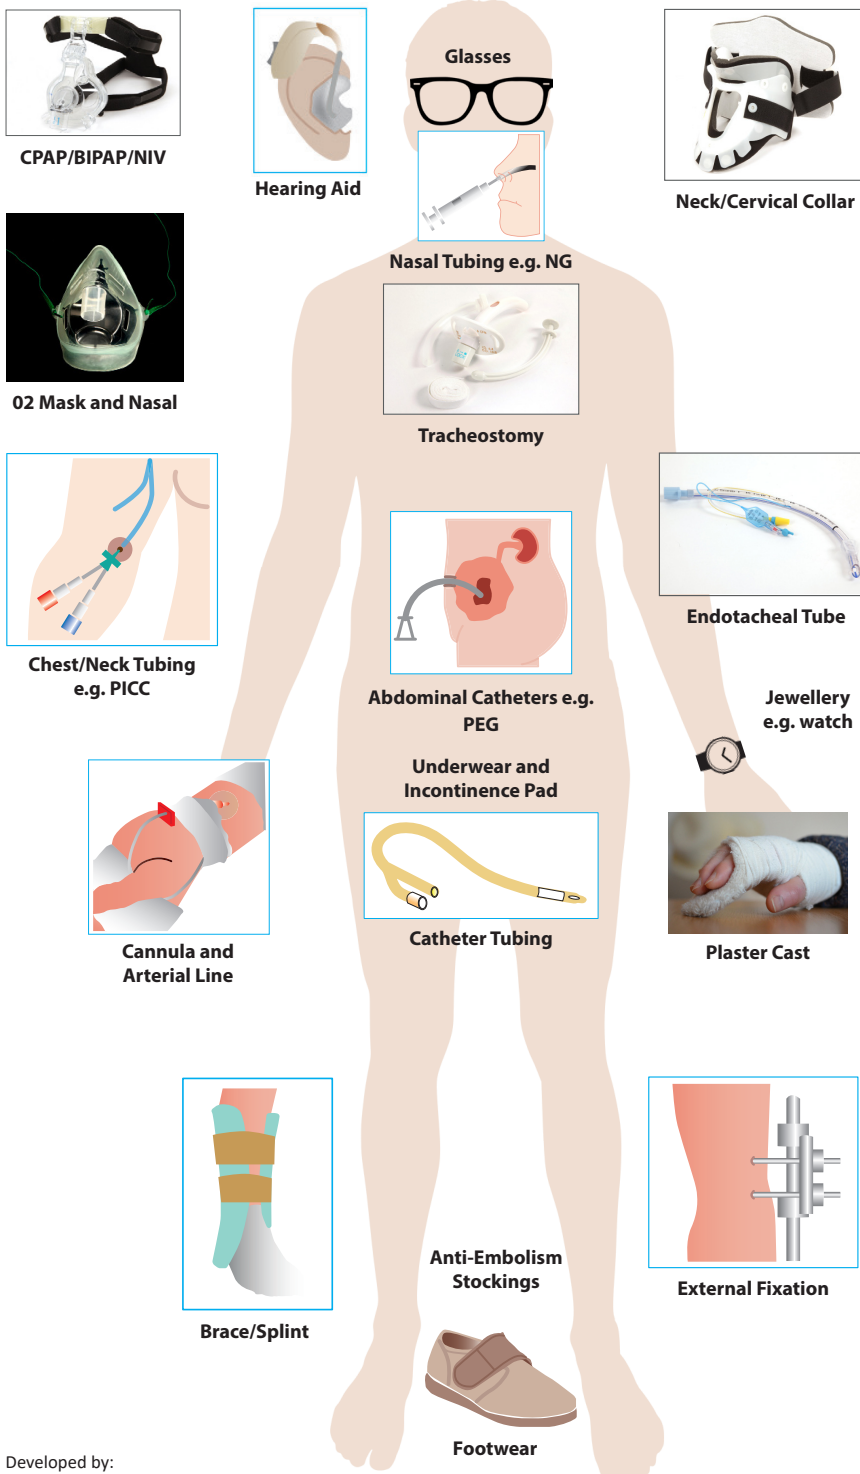 Glasses
CPAP/BIPAP/NIV
Hearing Aid
Neck/Cervical Collar
Nasal Tubing e.g. NG
02 Mask and Nasal
Tracheostomy
Endotacheal Tube
Chest/Neck Tubing
e.g. PICC
Abdominal Catheters e.g.
PEG
Jewellery
e.g. watch
Underwear and
Incontinence Pad
Catheter Tubing
Cannula and
Arterial Line
Plaster Cast
Anti-Embolism
Stockings
External Fixation
Brace/Splint
Footwear
Developed by: